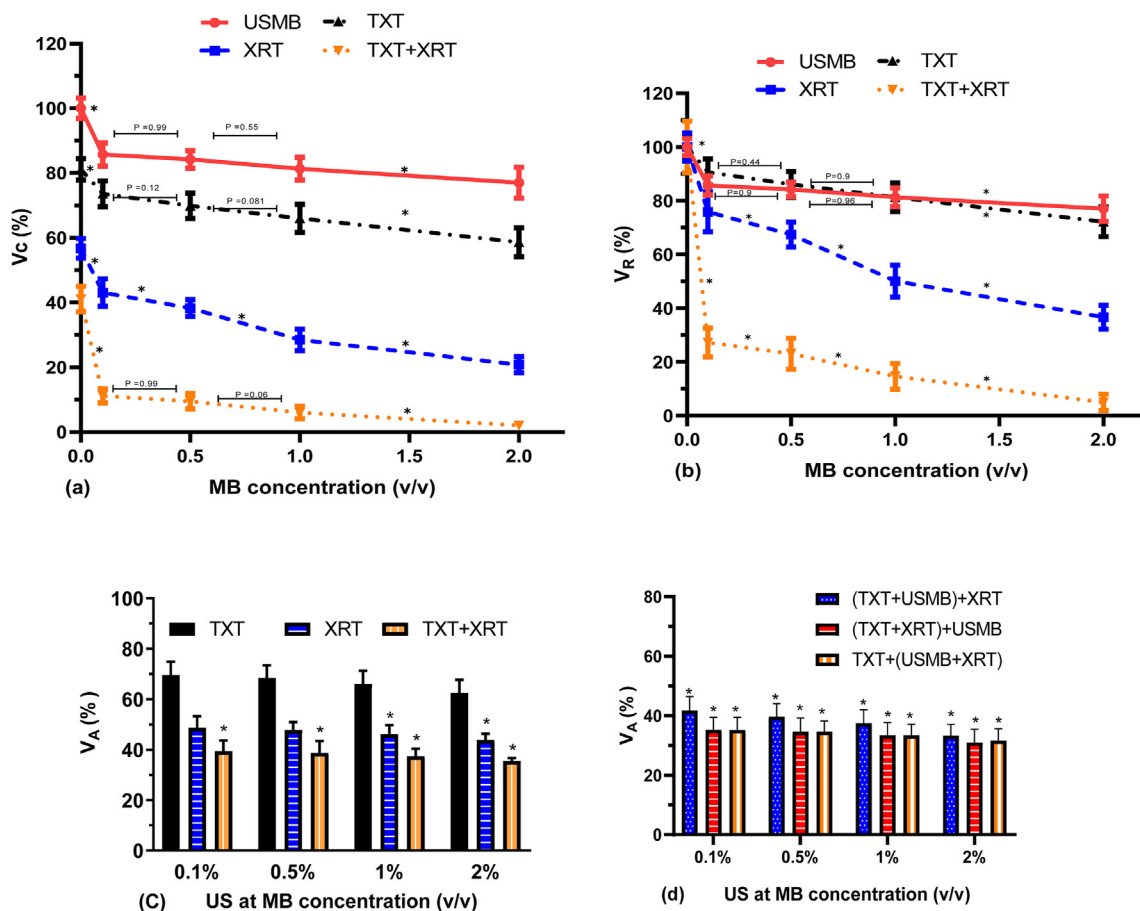 USMB TXT
XRT TXT+XRT
120
100
80
60
40
20
0
Vc (%)
*
P =0.99
P =0.55
*
*
P =0.12
P =0.081
*
*
*
*
*
*
P =0.99
P =0.06
*
0.0 0.5 1.0 1.5 2.0
(a) MB concentration (v/v)
USMB TXT
XRT TXT+XRT
120
100
80
60
40
20
0
VR (%)
*
P=0.44
P=0.9
*
P=0.9
P=0.96
*
*
*
*
*
*
*
*
0.0 0.5 1.0 1.5 2.0
(b) MB concentration (v/v)
100
80
60
40
20
0
VA (%)
TXT XRT TXT+XRT
* * * * * *
0.1% 0.5% 1% 2%
(C) US at MB concentration (v/v)
80
60
40
20
0
VA (%)
(TXT+USMB)+XRT
(TXT+XRT)+USMB
TXT+(USMB+XRT)
* * * * * * * * * * * *
0.1% 0.5% 1% 2%
(d) US at MB concentration (v/v)